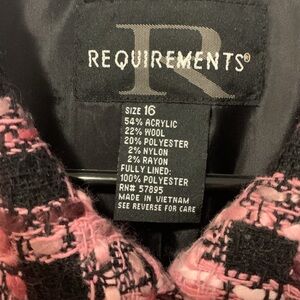 REQUIREMENTS®
SIZE 16
54% ACRYLIC
22% WOOL
20% POLYESTER
2% NYLON
2% RAYON
FULLY LINED:
100% POLYESTER
RN# 57895
MADE IN VIETNAM
SEE REVERSE FOR CARE